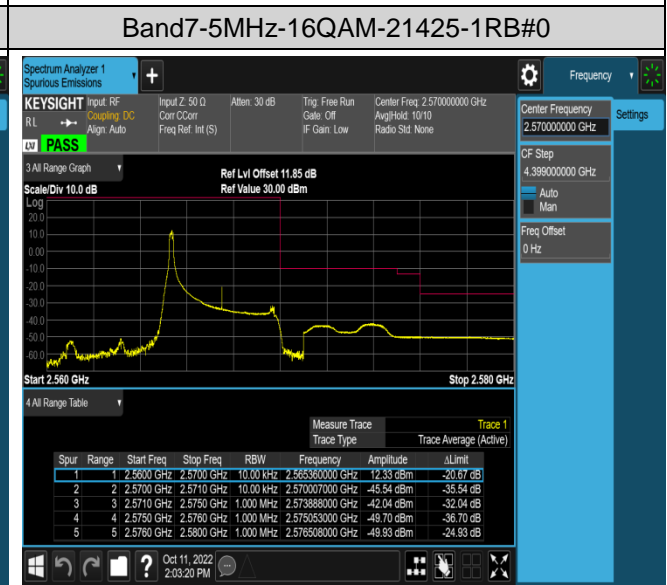 Band7-5MHz-16QAM-21425-1RB#0
Spectrum Analyzer 1
Spurious Emissions
+
Frequency
KEYSIGHT Input: RF Input Z: 50 Ω Atten: 30 dB Trig: Free Run Center Freq: 2.570000000 GHz
RL Coupling: DC Corr CCorr Gate: Off Avg|Hold: 10/10
Align: Auto Freq Ref: Int (S) IF Gain: Low Radio Std: None
LXI PASS
Center Frequency
2.570000000 GHz
Settings
CF Step
4.399000000 GHz
Auto
Man
Freq Offset
0 Hz
3 All Range Graph
Ref Lvl Offset 11.85 dB
Scale/Div 10.0 dB Ref Value 30.00 dBm
Log
20.0
10.0
0.00
-10.0
-20.0
-30.0
-40.0
-50.0
-60.0
Start 2.560 GHz Stop 2.580 GHz
4 All Range Table
Measure Trace Trace 1
Trace Type Trace Average (Active)
Spur Range Start Freq Stop Freq RBW Frequency Amplitude ΔLimit
1 1 2.5600 GHz 2.5700 GHz 10.00 kHz 2.565360000 GHz 12.33 dBm -20.67 dB
2 2 2.5700 GHz 2.5710 GHz 10.00 kHz 2.570007000 GHz -45.54 dBm -35.54 dB
3 3 2.5710 GHz 2.5750 GHz 1.000 MHz 2.573888000 GHz -42.04 dBm -32.04 dB
4 4 2.5750 GHz 2.5760 GHz 1.000 MHz 2.575053000 GHz -49.70 dBm -36.70 dB
5 5 2.5760 GHz 2.5800 GHz 1.000 MHz 2.576508000 GHz -49.93 dBm -24.93 dB
? Oct 11, 2022
2:03:20 PM